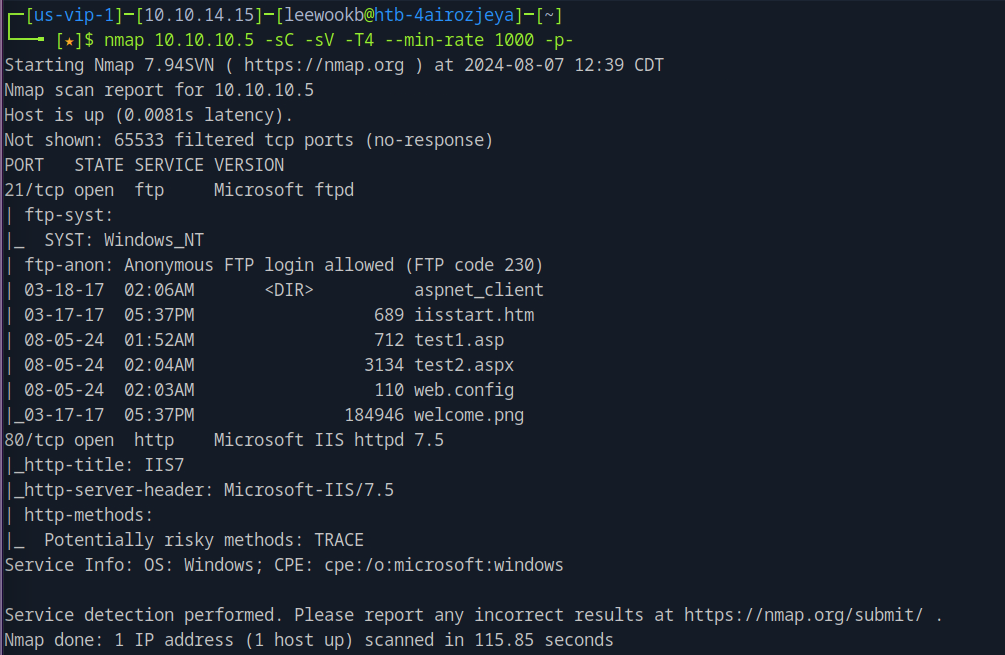 ┌─[us-vip-1]─[10.10.14.15]─[leewookb@htb-4airozjeya]─[~]
└──╼ [★]$ nmap 10.10.10.5 -sC -sV -T4 --min-rate 1000 -p-
Starting Nmap 7.94SVN ( https://nmap.org ) at 2024-08-07 12:39 CDT
Nmap scan report for 10.10.10.5
Host is up (0.0081s latency).
Not shown: 65533 filtered tcp ports (no-response)
PORT   STATE SERVICE VERSION
21/tcp open  ftp     Microsoft ftpd
| ftp-syst:
|_  SYST: Windows_NT
| ftp-anon: Anonymous FTP login allowed (FTP code 230)
| 03-18-17  02:06AM       <DIR>          aspnet_client
| 03-17-17  05:37PM                  689 iisstart.htm
| 08-05-24  01:52AM                  712 test1.asp
| 08-05-24  02:04AM                 3134 test2.aspx
| 08-05-24  02:03AM                  110 web.config
|_03-17-17  05:37PM               184946 welcome.png
80/tcp open  http    Microsoft IIS httpd 7.5
|_http-title: IIS7
|_http-server-header: Microsoft-IIS/7.5
| http-methods:
|_  Potentially risky methods: TRACE
Service Info: OS: Windows; CPE: cpe:/o:microsoft:windows

Service detection performed. Please report any incorrect results at https://nmap.org/submit/ .
Nmap done: 1 IP address (1 host up) scanned in 115.85 seconds